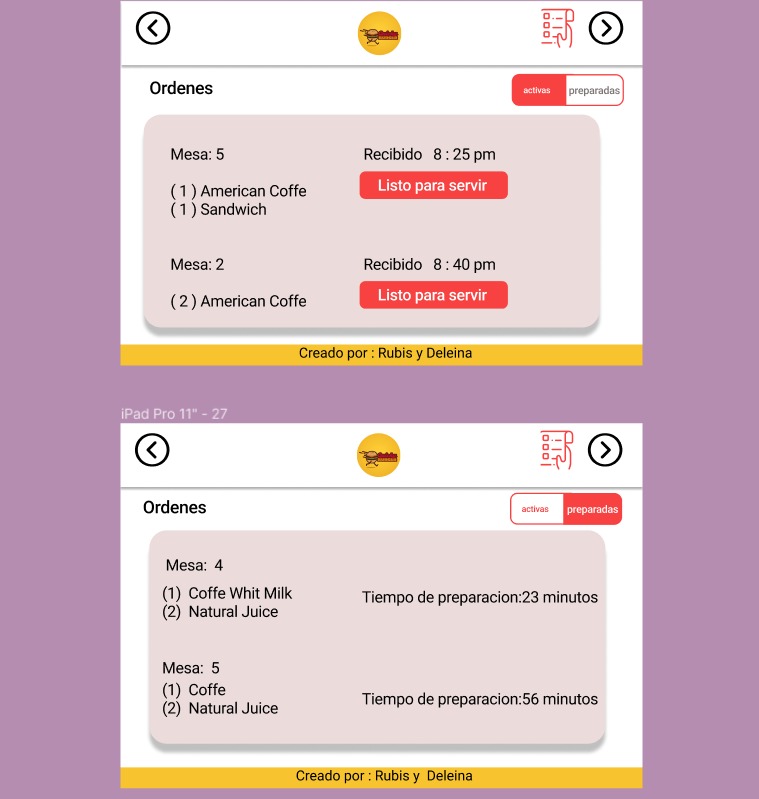 Ordenes
activas
preparadas
Mesa: 5
Recibido 8 : 25 pm
Listo para servir
( 1 ) American Coffe
( 1 ) Sandwich
Mesa: 2
Recibido 8 : 40 pm
Listo para servir
( 2 ) American Coffe
Creado por : Rubis y Deleina
iPad Pro 11" - 27
Ordenes
activas
preparadas
Mesa: 4
(1) Coffe Whit Milk
(2) Natural Juice
Tiempo de preparacion:23 minutos
Mesa: 5
(1) Coffe
(2) Natural Juice
Tiempo de preparacion:56 minutos
Creado por : Rubis y Deleina